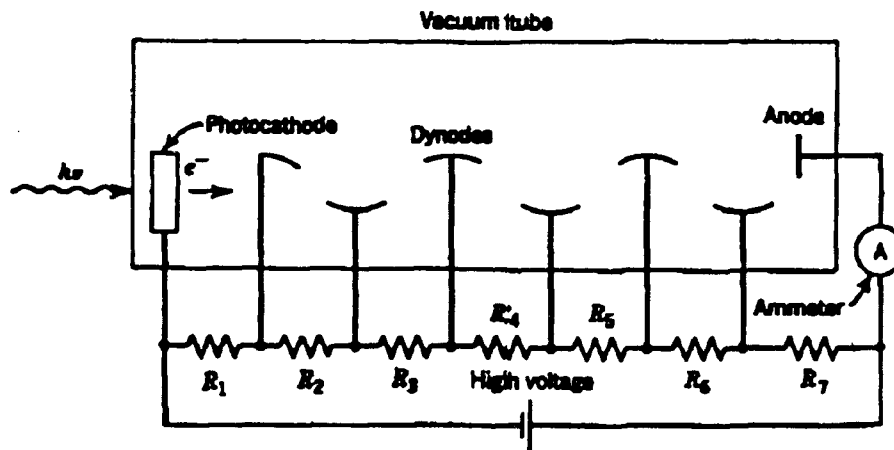 Vacuum tube
Photocathode
Dynodes
Anode
hν
e⁻
A
Ammeter
R₁
R₂
R₃
R₄
R₅
R₆
R₇
High voltage